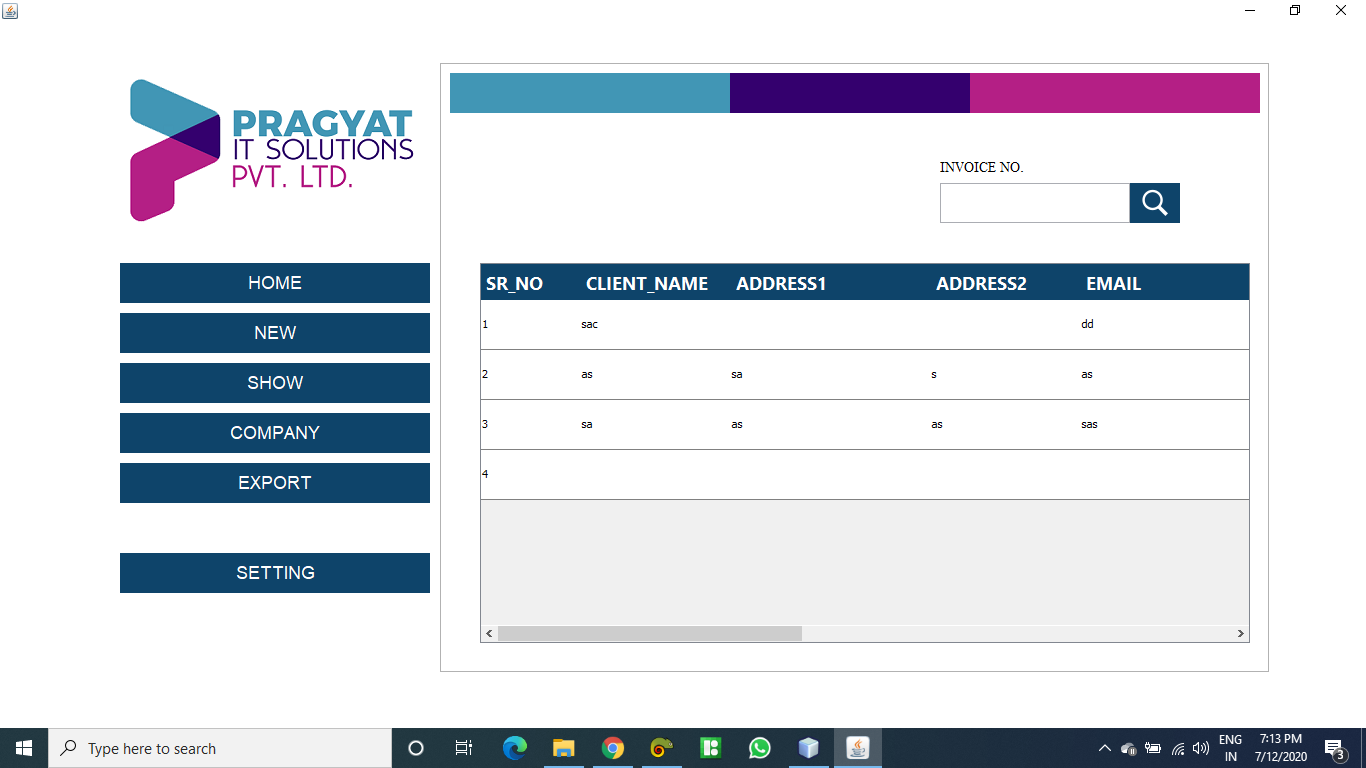 PRAGYAT
IT SOLUTIONS
PVT. LTD.
HOME
NEW
SHOW
COMPANY
EXPORT
SETTING
INVOICE NO.
SR_NO CLIENT_NAME ADDRESS1 ADDRESS2 EMAIL
1 sac dd
2 as sa s as
3 sa as as sas
4
Type here to search
ENG
IN
7:13 PM
7/12/2020
3